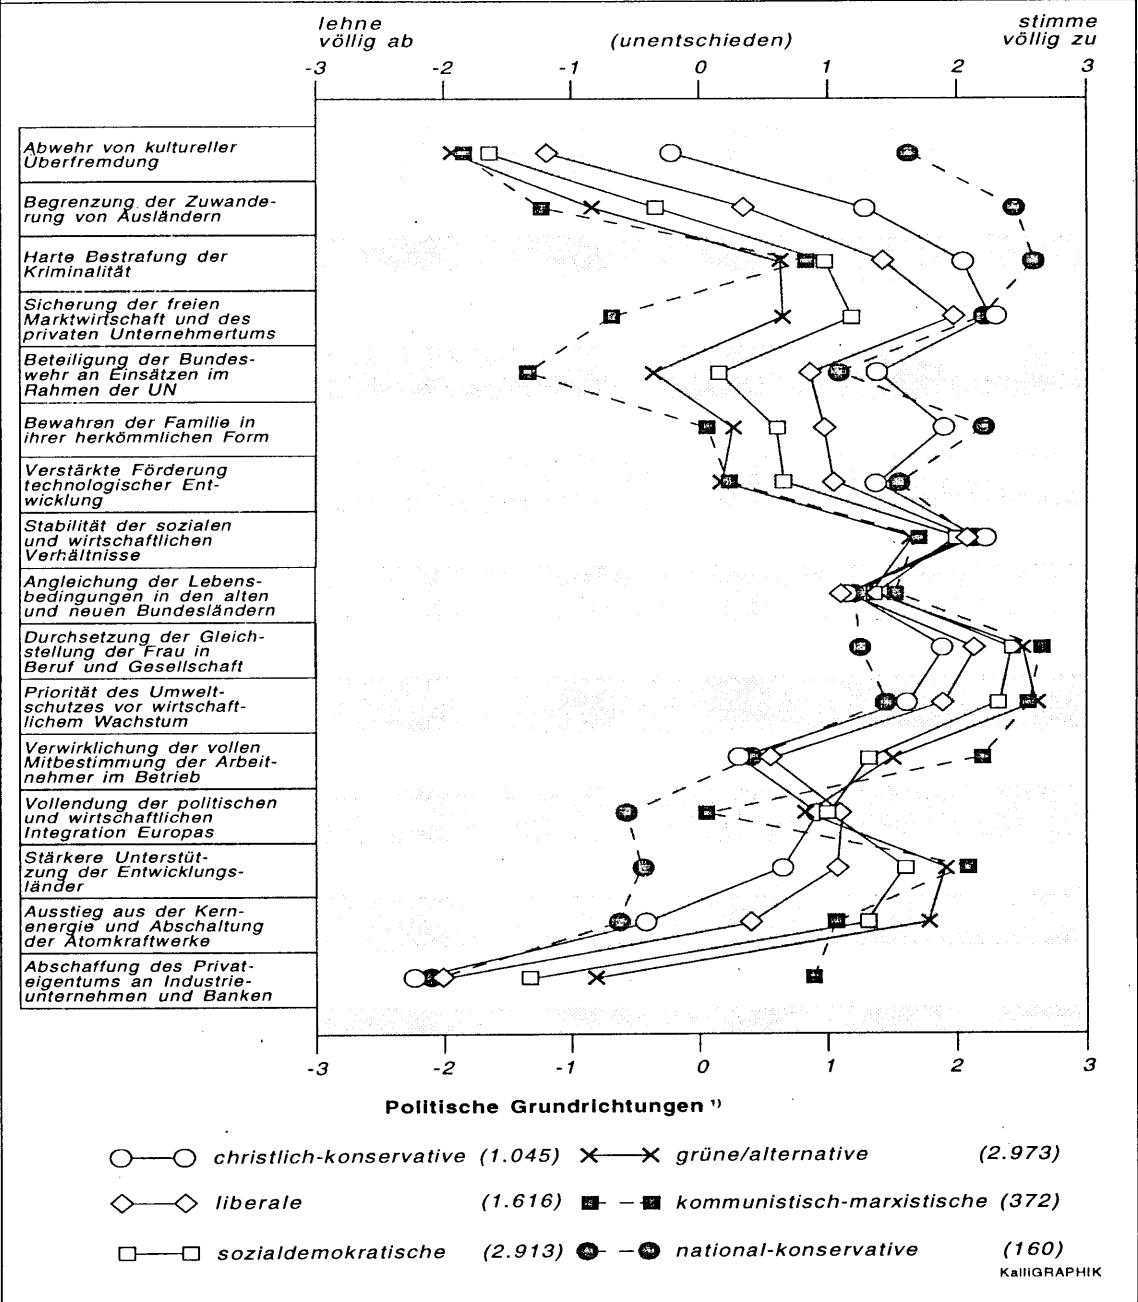 lehne
völlig ab
(unentschieden)
stimme
völlig zu
-3 -2 -1 0 1 2 3
Abwehr von kultureller
Überfremdung
Begrenzung der Zuwande-
rung von Ausländern
Harte Bestrafung der
Kriminalität
Sicherung der freien
Marktwirtschaft und des
privaten Unternehmertums
Beteiligung der Bundes-
wehr an Einsätzen im
Rahmen der UN
Bewahren der Familie in
ihrer herkömmlichen Form
Verstärkte Förderung
technologischer Ent-
wicklung
Stabilität der sozialen
und wirtschaftlichen
Verhältnisse
Angleichung der Lebens-
bedingungen in den alten
und neuen Bundesländern
Durchsetzung der Gleich-
stellung der Frau in
Beruf und Gesellschaft
Priorität des Umwelt-
schutzes vor wirtschaft-
lichem Wachstum
Verwirklichung der vollen
Mitbestimmung der Arbeit-
nehmer im Betrieb
Vollendung der politischen
und wirtschaftlichen
Integration Europas
Stärkere Unterstüt-
zung der Entwicklungs-
länder
Ausstieg aus der Kern-
energie und Abschaltung
der Atomkraftwerke
Abschaffung des Privat-
eigentums an Industrie-
unternehmen und Banken
-3 -2 -1 0 1 2 3
Politische Grundrichtungen ¹⁾
christlich-konservative (1.045) grüne/alternative (2.973)
liberale (1.616) kommunistisch-marxistische (372)
sozialdemokratische (2.913) national-konservative (160)
KalliGRAPHIK